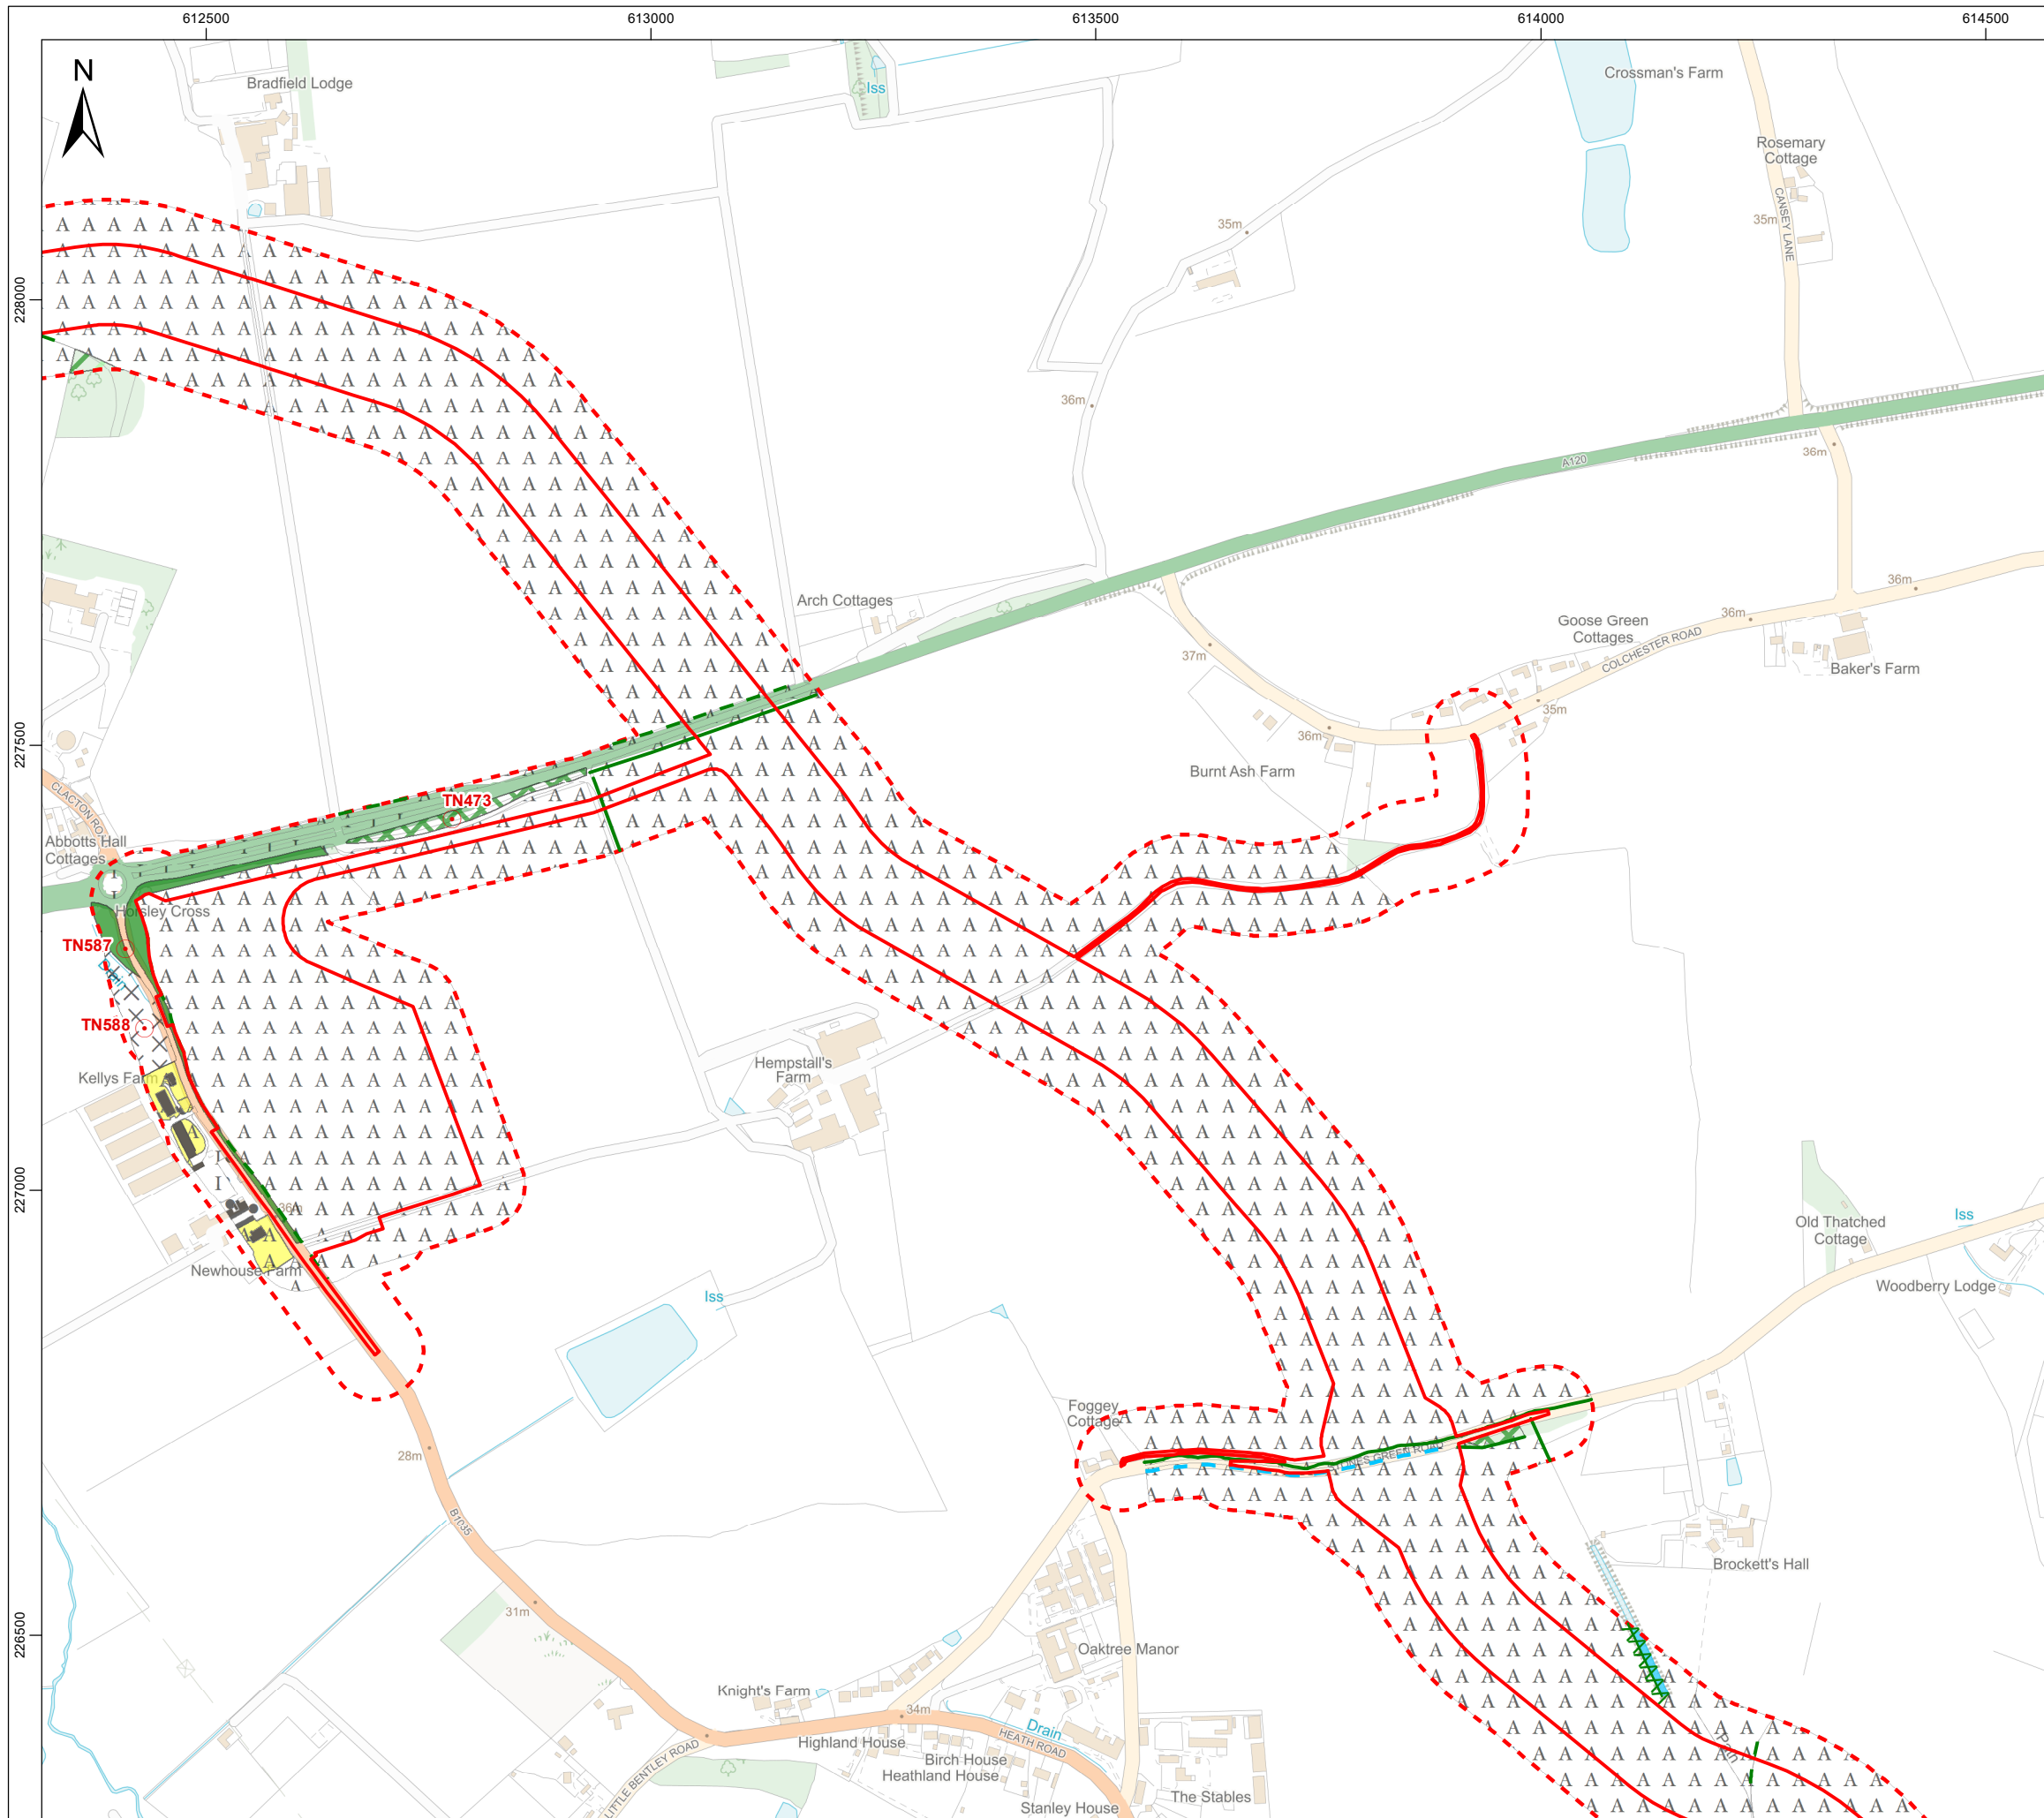 612500
613000
613500
614000
614500
N
Bradfield Lodge
Iss
Crossman's Farm
Rosemary
Cottage
CANSEY LANE
35m
35m
228000
36m
36m
A120
Arch Cottages
37m
Goose Green
Cottages
COLCHESTER ROAD
36m
36m
Baker's Farm
35m
36m
Burnt Ash Farm
227500
CLACTON ROAD
Abbotts Hall
Cottages
TN473
Horsley Cross
TN587
Drain
TN588
Kellys Farm
Hempstall's
Farm
227000
36m
Newhouse Farm
Iss
Old Thatched
Cottage
Iss
Woodberry Lodge
Foggey
Cottage
28m
B1035
Brockett's Hall
226500
31m
Oaktree Manor
Knight's Farm
34m
Drain
HEATH ROAD
Highland House
Birch House
Heathland House
LITTLE BENTLEY ROAD
The Stables
Stanley House
Path